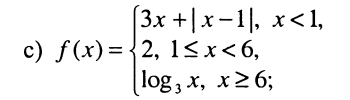 c) f(x) = { 3x + | x − 1 |, x < 1,
2, 1 ≤ x < 6,
log₃ x, x ≥ 6;